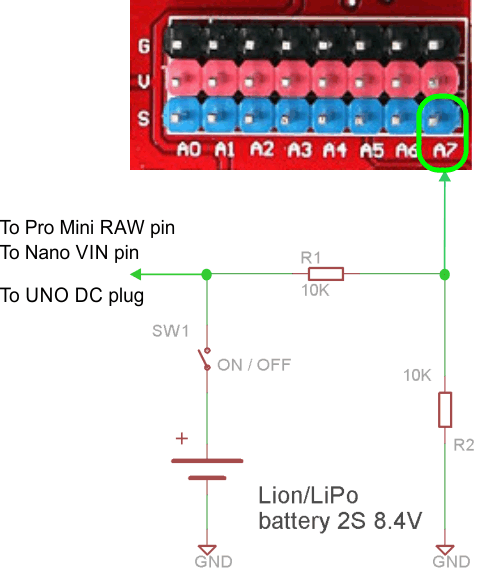 G
V
S
A0 A1 A2 A3 A4 A5 A6 A7
To Pro Mini RAW pin
To Nano VIN pin
To UNO DC plug
R1
10K
SW1
ON / OFF
10K
R2
+
Lion/LiPo
battery 2S 8.4V
GND
GND